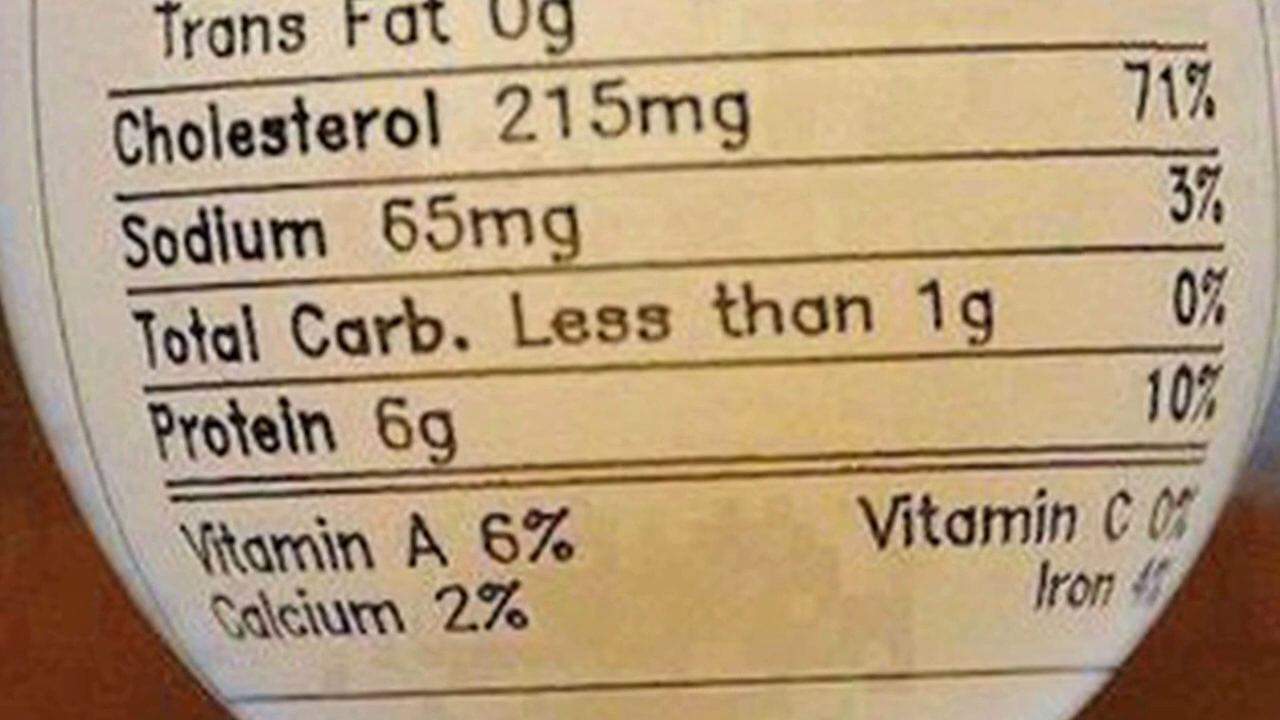 Trans Fat 0g
Cholesterol 215mg 71%
Sodium 65mg 3%
Total Carb. Less than 1g 0%
Protein 6g 10%
Vitamin A 6% Vitamin C 0%
Calcium 2% Iron